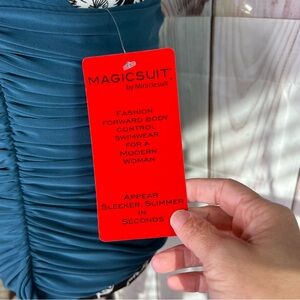 MAGICSUIT®
by Miraclesuit®
FASHION
FORWARD BODY
CONTROL
SWIMWEAR
FOR A
MODERN
WOMAN
APPEAR
SLEEKER, SLIMMER
IN
SECONDS